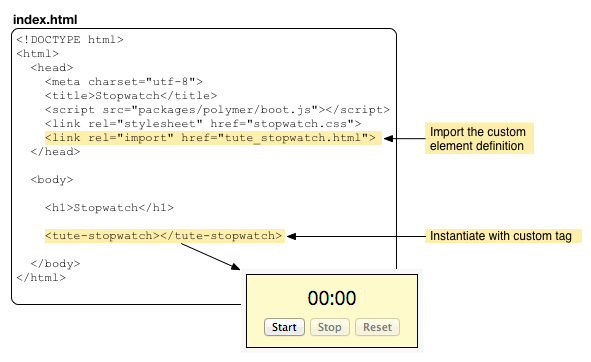 index.html
<!DOCTYPE html>
<html>
  <head>
    <meta charset="utf-8">
    <title>Stopwatch</title>
    <script src="packages/polymer/boot.js"></script>
    <link rel="stylesheet" href="stopwatch.css">
    <link rel="import" href="tute_stopwatch.html">
  </head>
  <body>
    <h1>Stopwatch</h1>
    <tute-stopwatch></tute-stopwatch>
  </body>
</html>
Import the custom
element definition
Instantiate with custom tag
00:00
Start Stop Reset